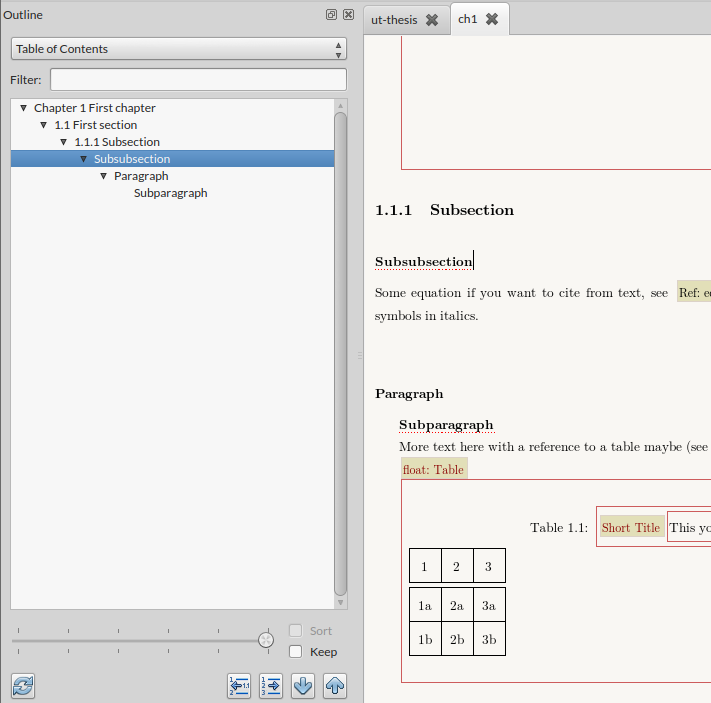 Outline
Table of Contents
Filter:
Chapter 1 First chapter
1.1 First section
1.1.1 Subsection
Subsubsection
Paragraph
Subparagraph
Sort
Keep
ut-thesis
ch1
1.1.1 Subsection
Subsubsection
Some equation if you want to cite from text, see Ref:
symbols in italics.
Paragraph
Subparagraph
More text here with a reference to a table maybe (see
float: Table
Table 1.1: Short Title This
1 2 3
1a 2a 3a
1b 2b 3b